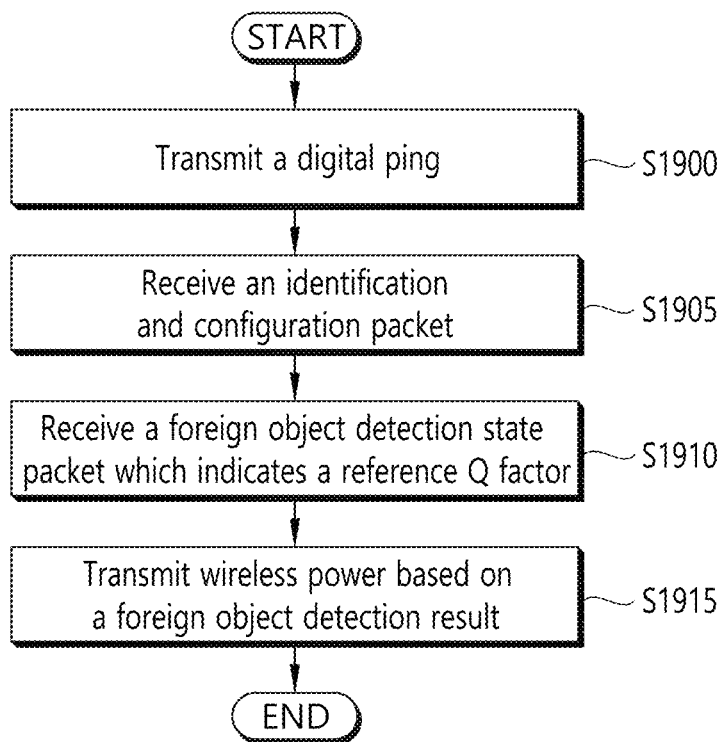 START
Transmit a digital ping
S1900
Receive an identification
and configuration packet
S1905
Receive a foreign object detection state
packet which indicates a reference Q factor
S1910
Transmit wireless power based on
a foreign object detection result
S1915
END